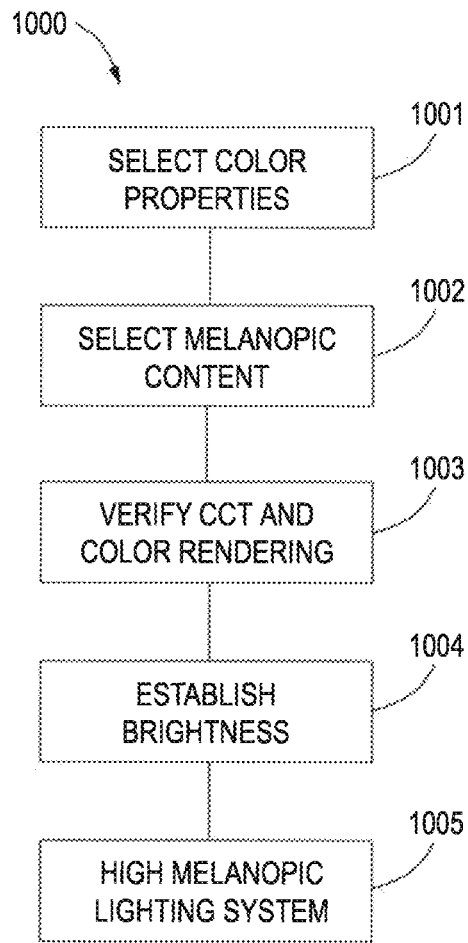 1000
1001
SELECT COLOR
PROPERTIES
1002
SELECT MELANOPIC
CONTENT
1003
VERIFY CCT AND
COLOR RENDERING
1004
ESTABLISH
BRIGHTNESS
1005
HIGH MELANOPIC
LIGHTING SYSTEM